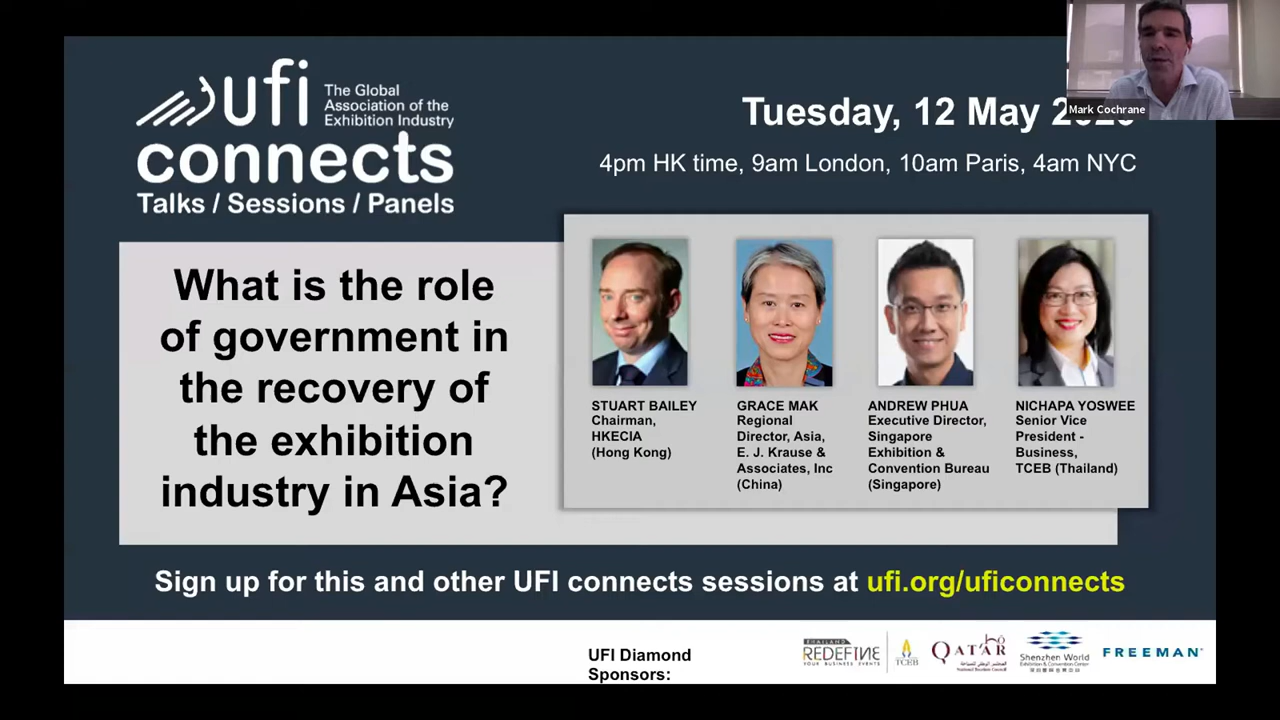 Mark Cochrane
ufi
The Global
Association of the
Exhibition Industry
connects
Talks / Sessions / Panels
Tuesday, 12 May
4pm HK time, 9am London, 10am Paris, 4am NYC
What is the role
of government in
the recovery of
the exhibition
industry in Asia?
STUART BAILEY
Chairman,
HKECIA
(Hong Kong)
GRACE MAK
Regional
Director, Asia,
E. J. Krause &
Associates, Inc
(China)
ANDREW PHUA
Executive Director,
Singapore
Exhibition &
Convention Bureau
(Singapore)
NICHAPA YOSWEE
Senior Vice
President -
Business,
TCEB (Thailand)
Sign up for this and other UFI connects sessions at ufi.org/uficonnects
UFI Diamond
Sponsors:
THAILAND
REDEFINE
YOUR BUSINESS EVENTS
TCEB
QATAR
National Tourism Council
Shenzhen World
Exhibition & Convention Center
FREEMAN